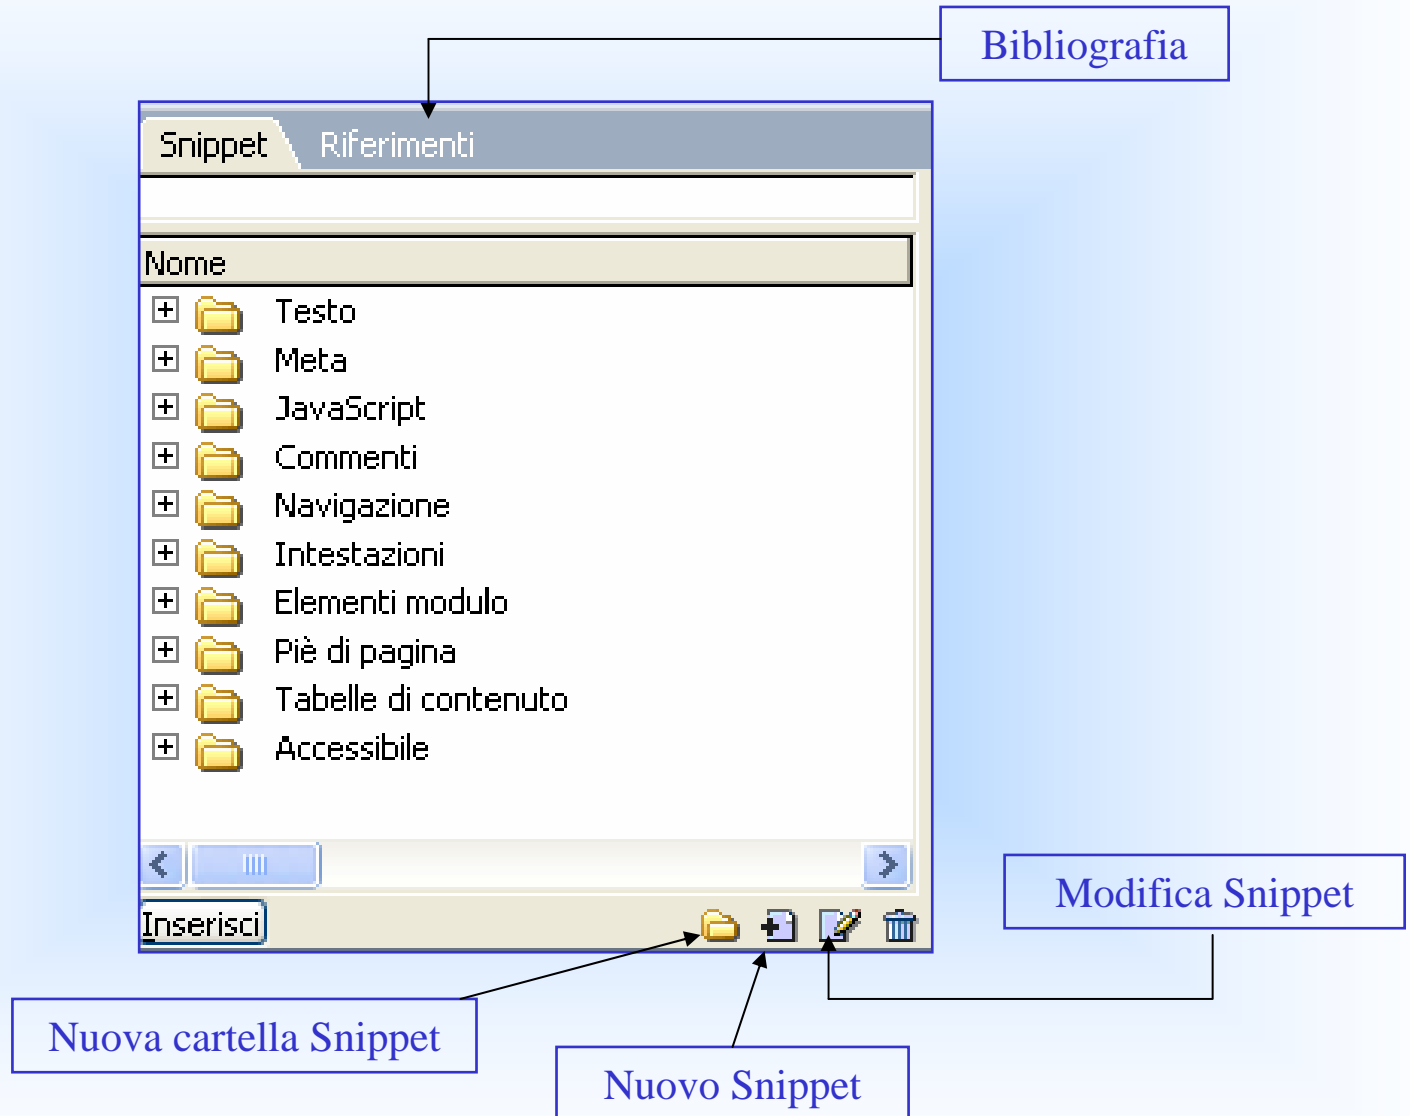 Bibliografia
Snippet
Riferimenti
Nome
Testo
Meta
JavaScript
Commenti
Navigazione
Intestazioni
Elementi modulo
Piè di pagina
Tabelle di contenuto
Accessibile
Inserisci
Modifica Snippet
Nuova cartella Snippet
Nuovo Snippet